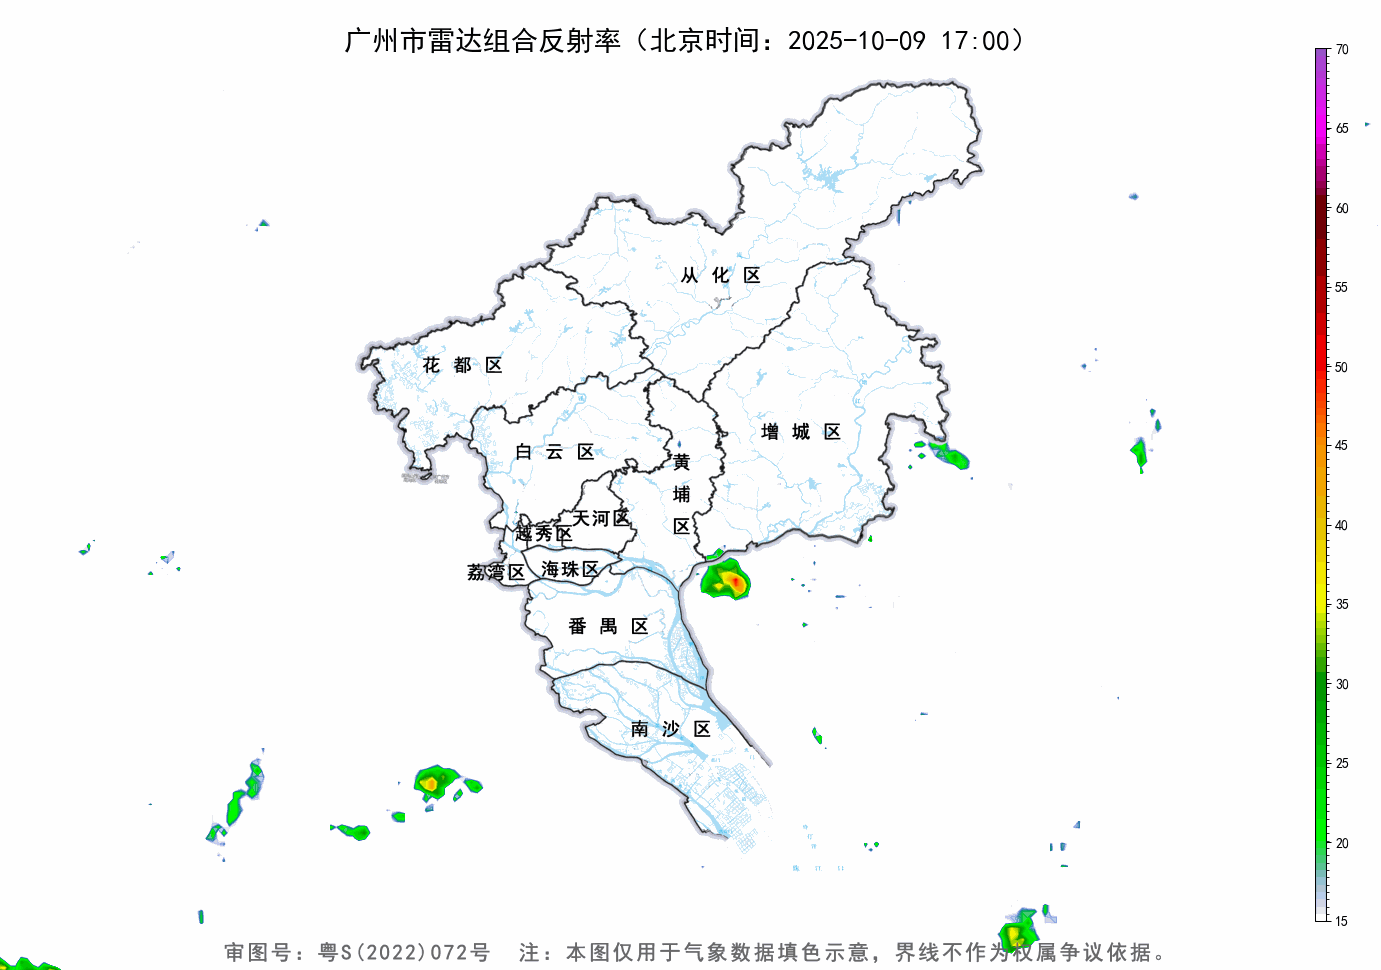 广州市雷达组合反射率（北京时间：2025-10-09 17:00）
70
65
60
55
50
45
40
35
30
25
20
15
从化区
花都区
增城区
白云区
黄埔区
天河区
越秀区
荔湾区
海珠区
番禺区
南沙区
审图号：粤S(2022)072号 注：本图仅用于气象数据填色示意，界线不作为权属争议依据。